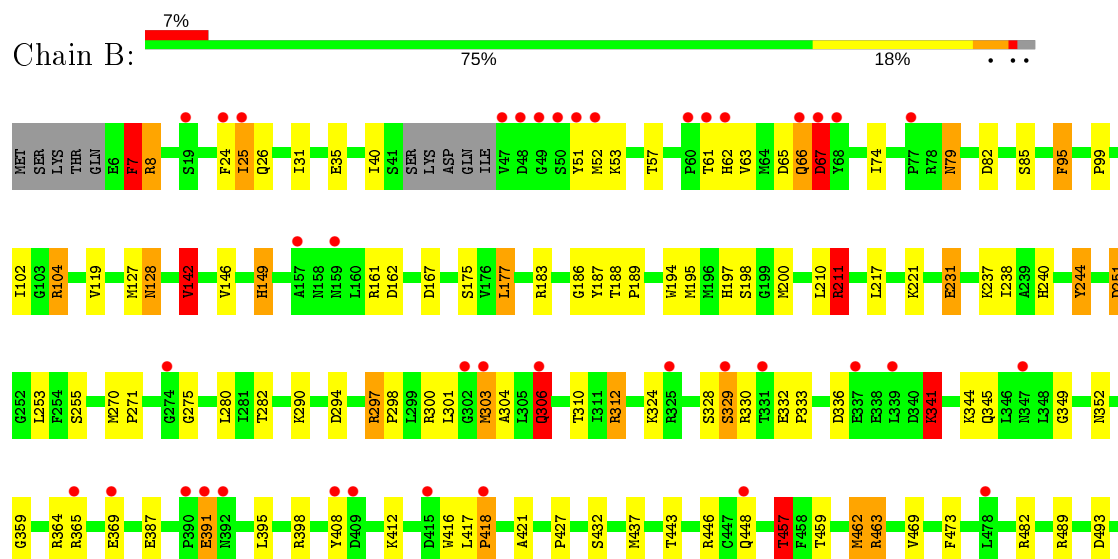 7%
Chain B:
75% 18%
MET SER LYS THR GLN E6 F7 R8 S19 F24 I25 Q26 I31 E35 I40 S41 SER LYS ASP GLN ILE V47 D48 G49 S50 Y51 M52 K53 T57 P60 T61 H62 V63 M64 D65 Q66 D67 Y68 I74 P77 R78 N79 D82 S85 F95 P99
I102 G103 R104 V119 M127 N128 V142 V146 H149 A157 N158 N159 L160 R161 D162 D167 S175 V176 L177 R183 G186 Y187 T188 P189 W194 M195 M196 H197 S198 G199 M200 L210 R211 L217 K221 E231 K237 I238 A239 H240 Y244 D251
G252 L253 F254 S255 M270 P271 G274 G275 L280 I281 T282 K290 D294 R297 P298 L299 R300 L301 G302 M303 A304 L305 Q306 T310 I311 R312 K324 R325 S328 S329 R330 T331 E332 P333 D336 E337 E338 L339 D340 K341 K344 Q345 L346 N347 L348 G349 N352
G359 R364 R365 E369 E387 P390 E391 N392 L395 R398 Y408 D409 K412 D415 W416 L417 P418 A421 P427 S432 M437 T443 R446 C447 Q448 T457 F458 T459 M462 R463 V469 F473 L478 R482 R489 D493